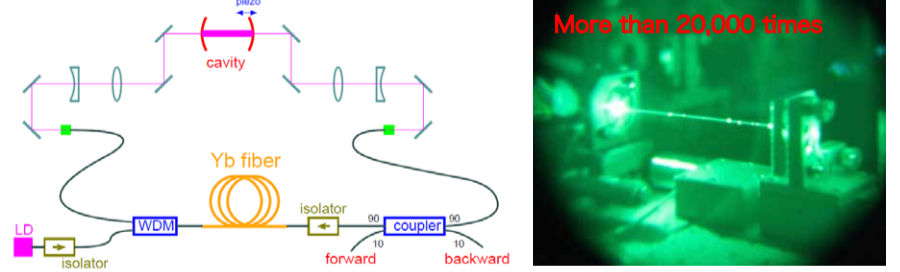 piezo
More than 20,000 times
cavity
Yb fiber
isolator
LD
WDM
90
coupler
90
10
10
isolator
forward
backward